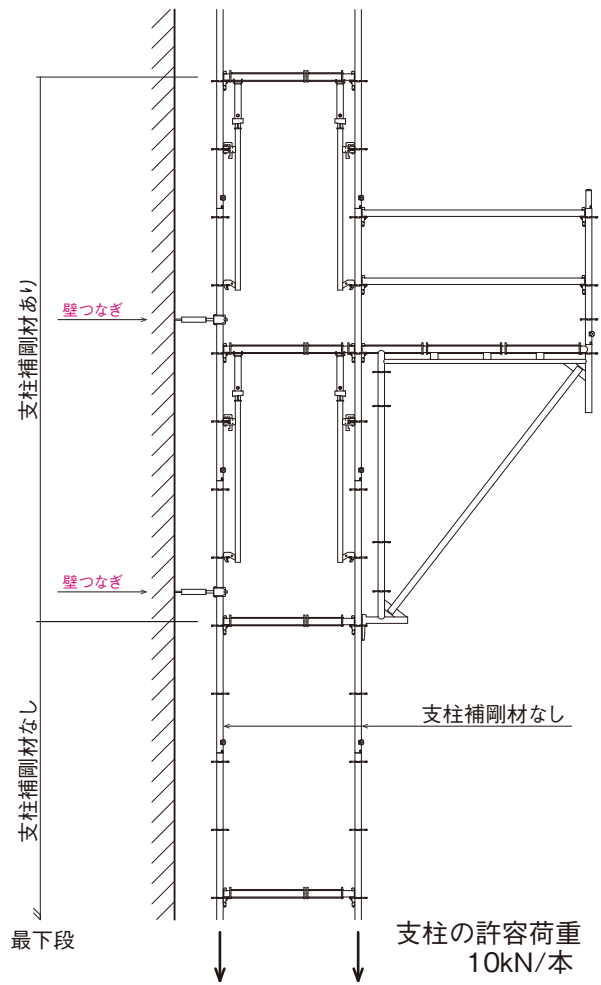 支柱補剛材あり
壁つなぎ
壁つなぎ
支柱補剛材なし
支柱補剛材なし
最下段
支柱の許容荷重
10kN/本